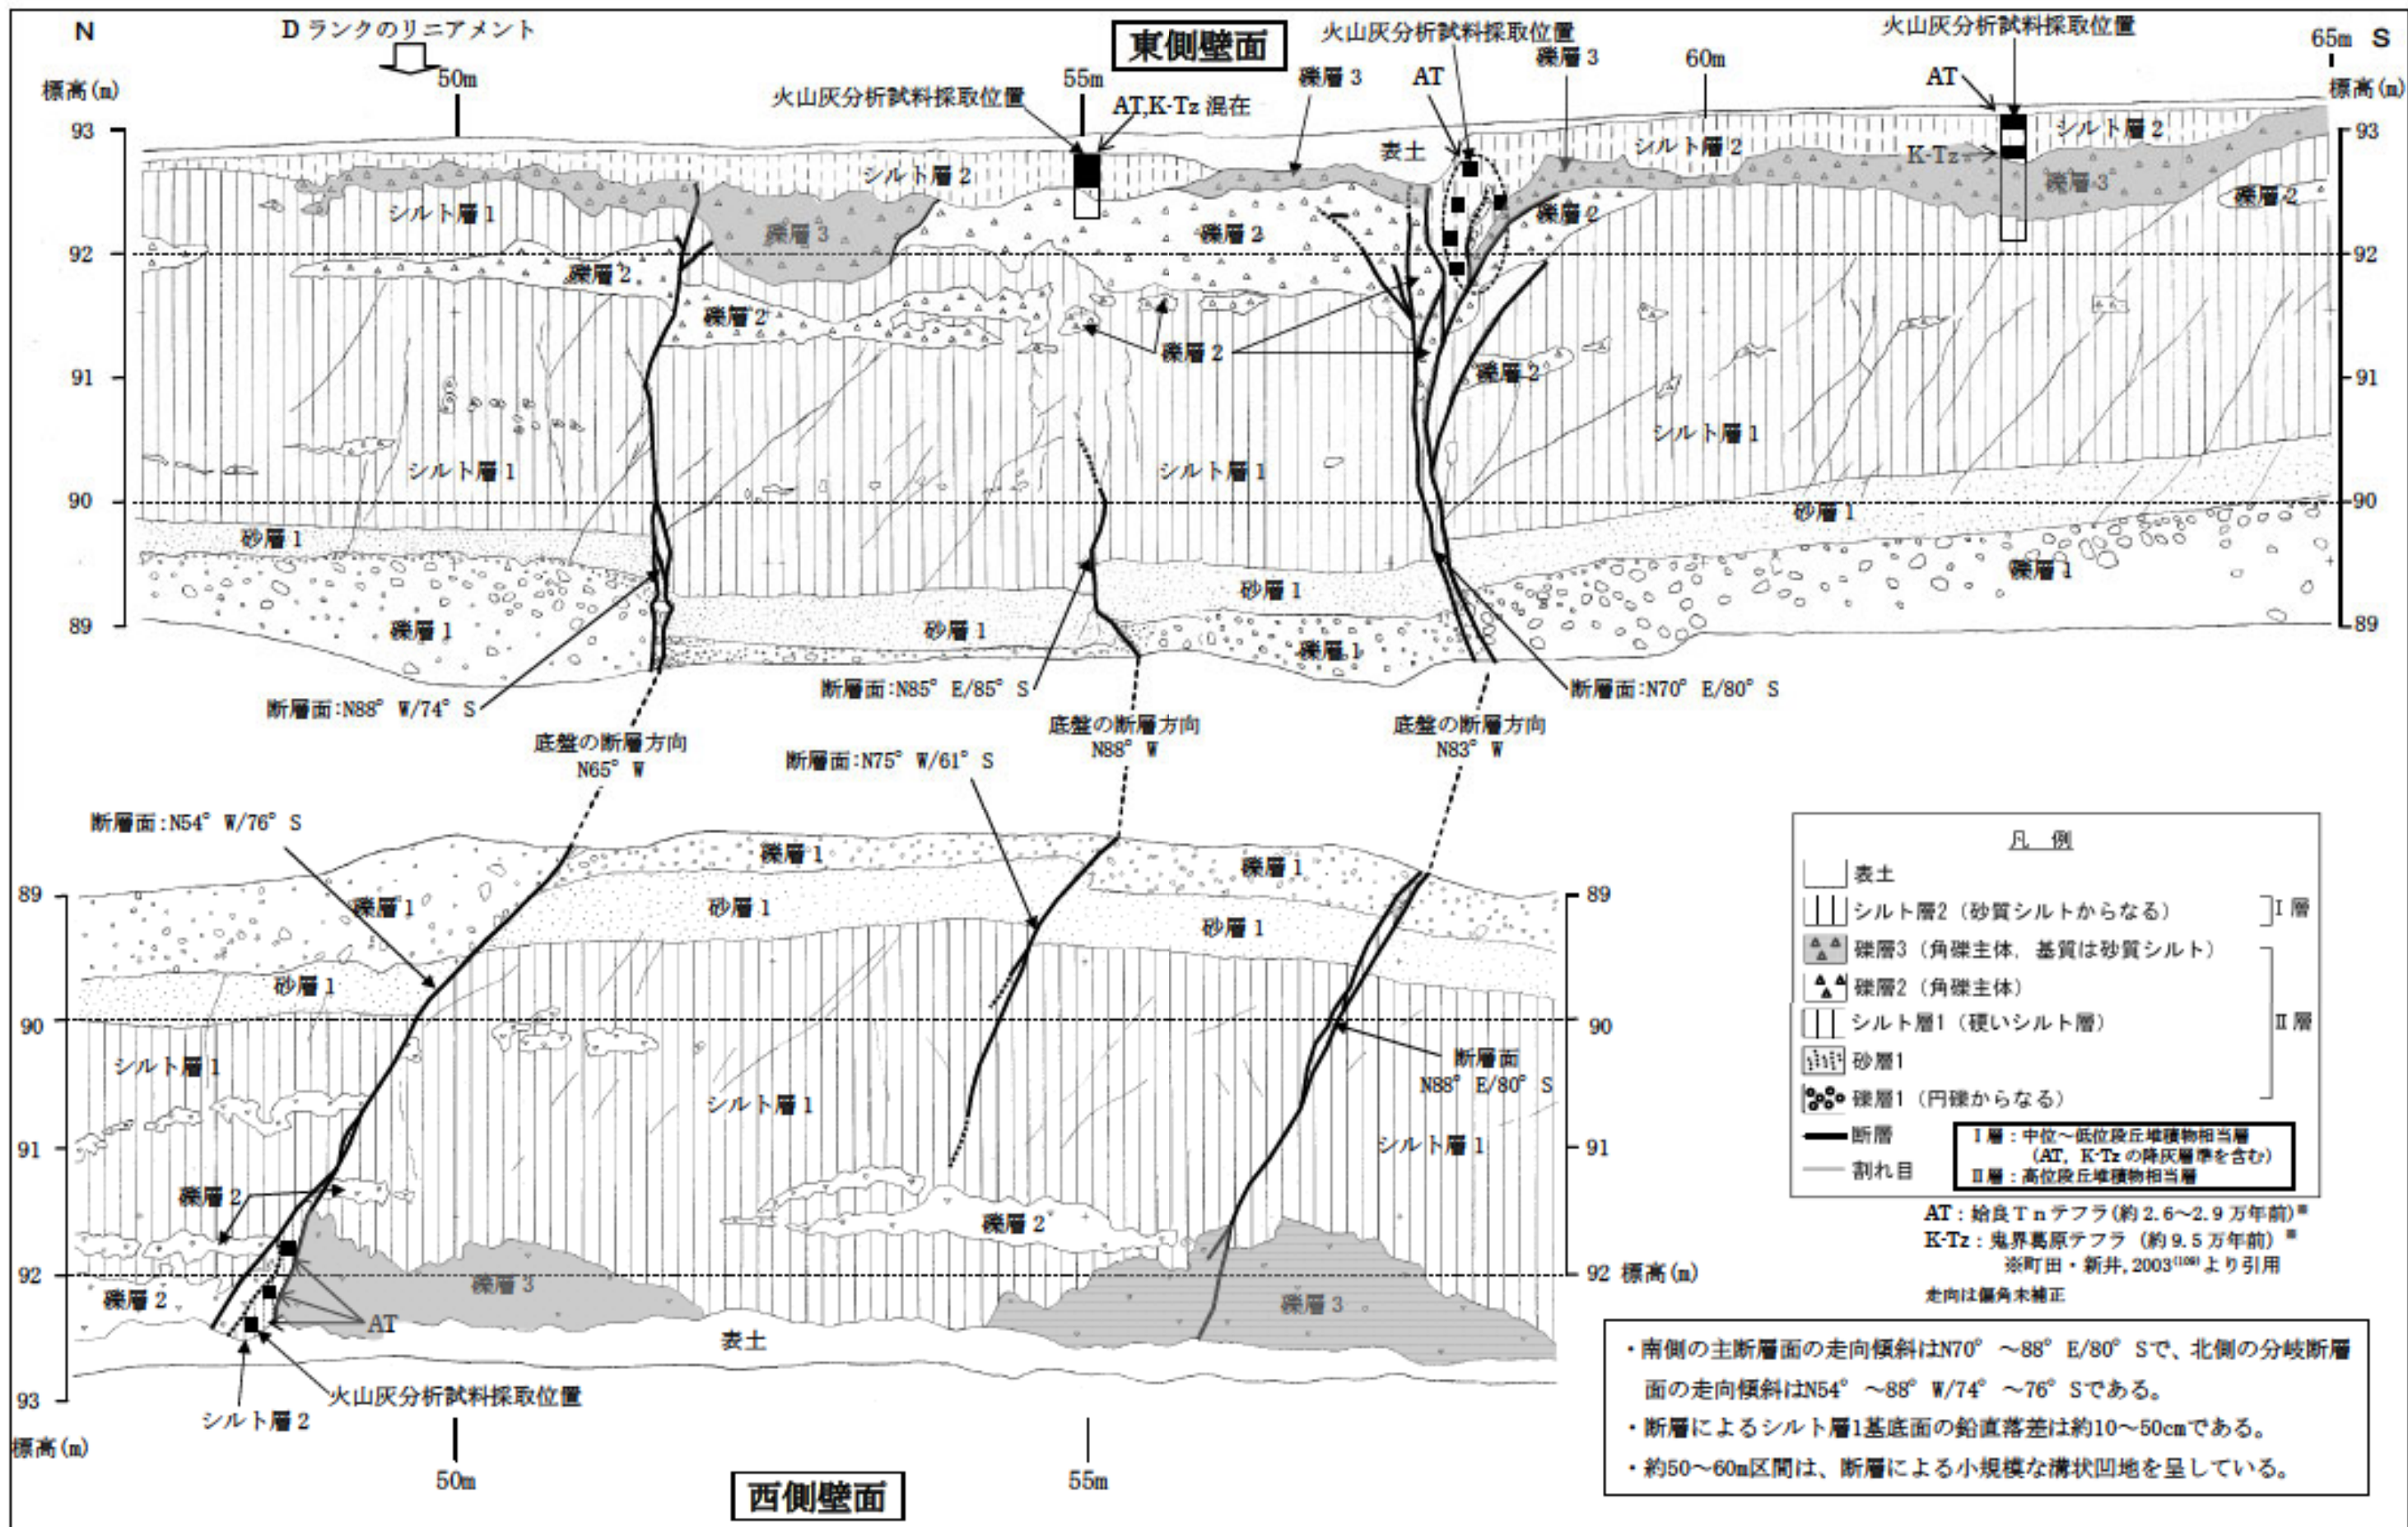 N
Dランクのリニアメント
東側壁面
火山灰分析試料採取位置
火山灰分析試料採取位置
65m S
標高(m)
50m
55m
礫層3
AT
礫層3
60m
AT
標高(m)
火山灰分析試料採取位置
AT,K-Tz 混在
93
表土
シルト層2
シルト層2
93
シルト層2
K-Tz
シルト層1
礫層3
礫層2
礫層2
礫層3
礫層2
92
92
礫層2
礫層2
礫層2
礫層2
91
91
シルト層1
シルト層1
シルト層1
90
90
砂層1
砂層1
砂層1
礫層1
89
礫層1
砂層1
礫層1
89
断層面:N88°W/74°S
断層面:N85°E/85°S
断層面:N70°E/80°S
底盤の断層方向
N65°W
底盤の断層方向
N88°W
底盤の断層方向
N83°W
断層面:N75°W/61°S
断層面:N54°W/76°S
礫層1
礫層1
89
礫層1
砂層1
砂層1
89
砂層1
90
90
シルト層1
断層面
N88°E/80°S
シルト層1
シルト層1
91
91
礫層2
礫層2
92
礫層2
礫層3
礫層3
92 標高(m)
AT
表土
93
火山灰分析試料採取位置
シルト層2
標高(m)
50m
55m
西側壁面
凡 例
表土
シルト層2(砂質シルトからなる)
Ⅰ層
礫層3(角礫主体,基質は砂質シルト)
礫層2(角礫主体)
シルト層1(硬いシルト層)
Ⅱ層
砂層1
礫層1(円礫からなる)
断層
割れ目
Ⅰ層:中位~低位段丘堆積物相当層
(AT, K-Tzの降灰層準を含む)
Ⅱ層:高位段丘堆積物相当層
AT:姶良Tnテフラ(約2.6~2.9万年前)※
K-Tz:鬼界葛原テフラ(約9.5万年前)※
※町田・新井,2003(109)より引用
走向は偏角未補正
・南側の主断層面の走向傾斜はN70°~88°E/80°Sで、北側の分岐断層
面の走向傾斜はN54°~88°W/74°~76°Sである。
・断層によるシルト層1基底面の鉛直落差は約10~50cmである。
・約50~60m区間は、断層による小規模な溝状凹地を呈している。